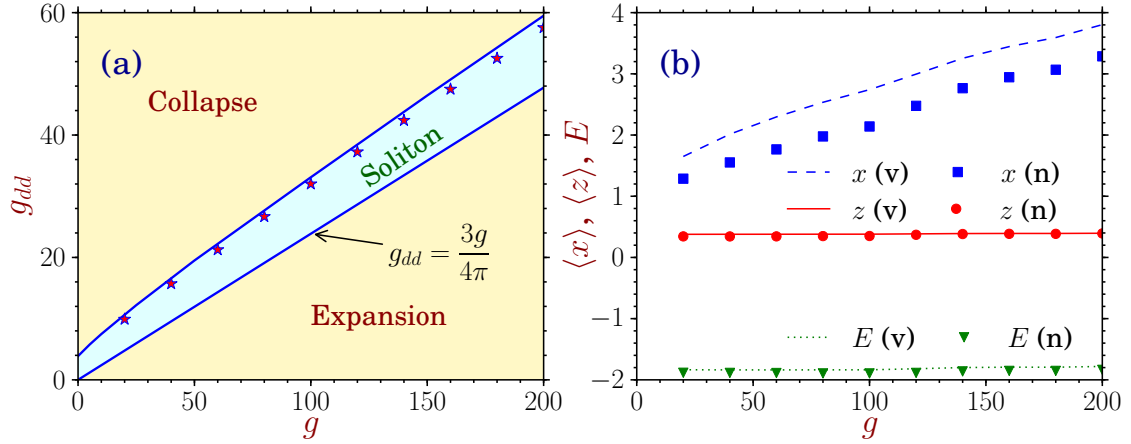 60
40
20
0
g_dd
(a)
Collapse
Soliton
g_dd = 3g/4π
Expansion
0 50 100 150 200
g
4
3
2
1
0
−1
−2
⟨x⟩, ⟨z⟩, E
(b)
x (v) x (n)
z (v) z (n)
E (v) E (n)
0 50 100 150 200
g